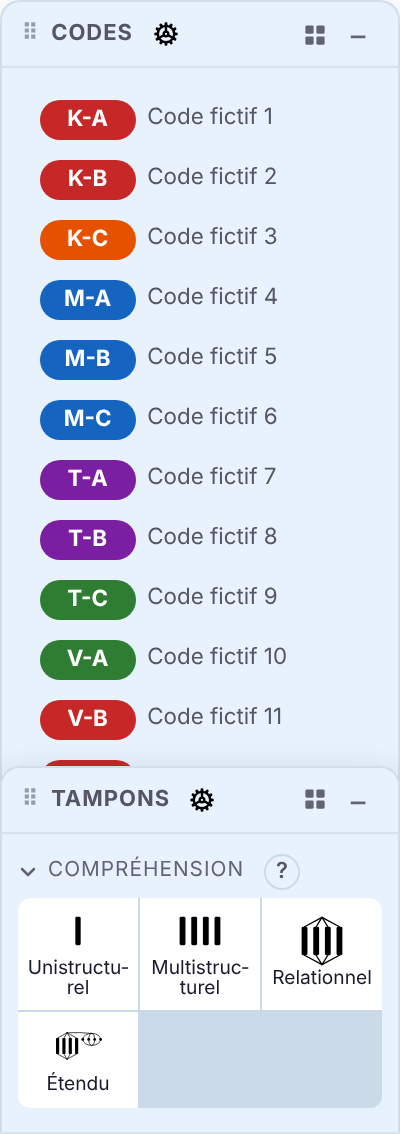 CODES
K-A Code fictif 1
K-B Code fictif 2
K-C Code fictif 3
M-A Code fictif 4
M-B Code fictif 5
M-C Code fictif 6
T-A Code fictif 7
T-B Code fictif 8
T-C Code fictif 9
V-A Code fictif 10
V-B Code fictif 11
TAMPONS
COMPRÉHENSION ?
Unistructu-
rel
Multistruc-
turel
Relationnel
Étendu